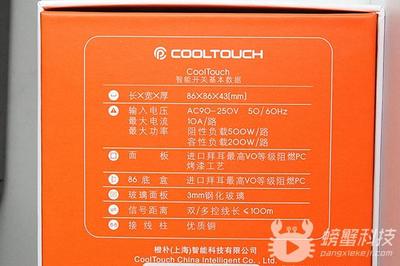 COOLTOUCH
CoolTouch
智能开关基本数据
长×宽×厚 86×86×43[mm]
输入电压 AC90-250V 50/60Hz
最大电流 10A/路
最大功率 阻性负载500W/路
容性负载200W/路
面板 进口拜耳最高VO等级阻燃PC
烤漆工艺
86底盒 进口拜耳最高VO等级阻燃PC
玻璃面板 3mm钢化玻璃
信号距离 双/多控线长≤100m
接线柱 优质铜
橙朴(上海)智能科技有限公司
CoolTouch China Intelligent Co., Ltd.
螃蟹科技
pangxiekeji.com